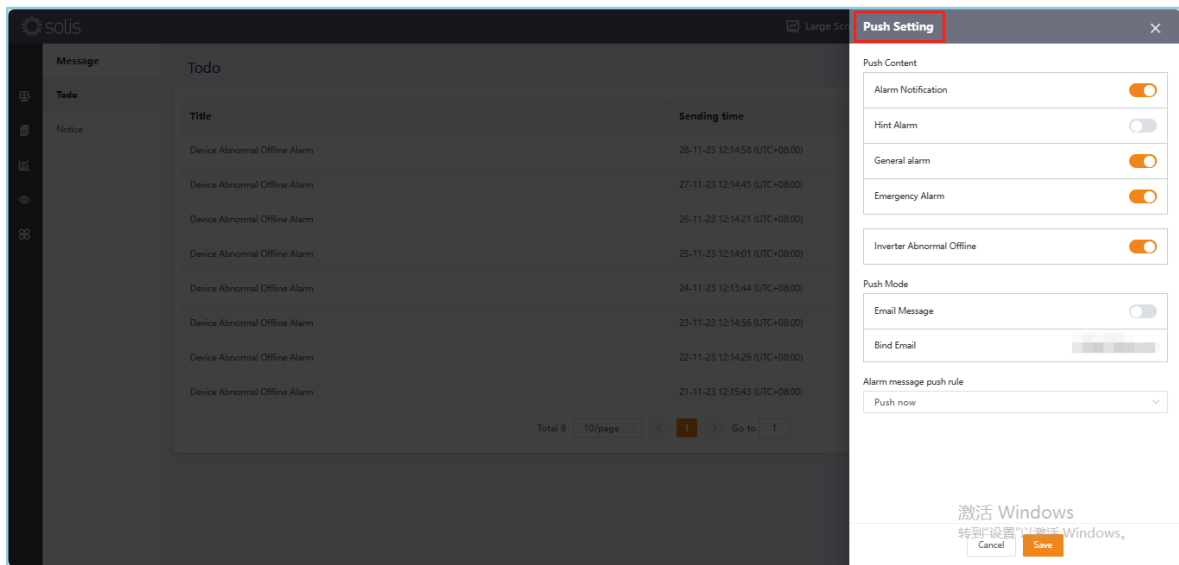 solis
Large Scr
Push Setting
Message
Todo
Todo
Notice
Title
Sending time
Device Abnormal Offline Alarm
28-11-23 12:14:58 (UTC+08:00)
Device Abnormal Offline Alarm
27-11-23 12:14:45 (UTC+08:00)
Device Abnormal Offline Alarm
26-11-23 12:14:21 (UTC+08:00)
Device Abnormal Offline Alarm
25-11-23 12:14:01 (UTC+08:00)
Device Abnormal Offline Alarm
24-11-23 12:13:44 (UTC+08:00)
Device Abnormal Offline Alarm
23-11-23 12:14:56 (UTC+08:00)
Device Abnormal Offline Alarm
22-11-23 12:14:29 (UTC+08:00)
Device Abnormal Offline Alarm
21-11-23 12:15:43 (UTC+08:00)
Total 8 10/page 1 Go to 1
Push Content
Alarm Notification
Hint Alarm
General alarm
Emergency Alarm
Inverter Abnormal Offline
Push Mode
Email Message
Bind Email
Alarm message push rule
Push now
激活 Windows
转到"设置"以激活 Windows。
Cancel
Save